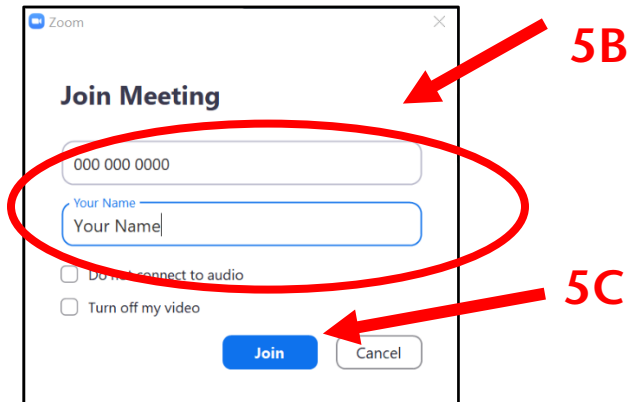 Zoom
5B
Join Meeting
000 000 0000
Your Name
Your Name
Do not connect to audio
5C
Turn off my video
Join
Cancel